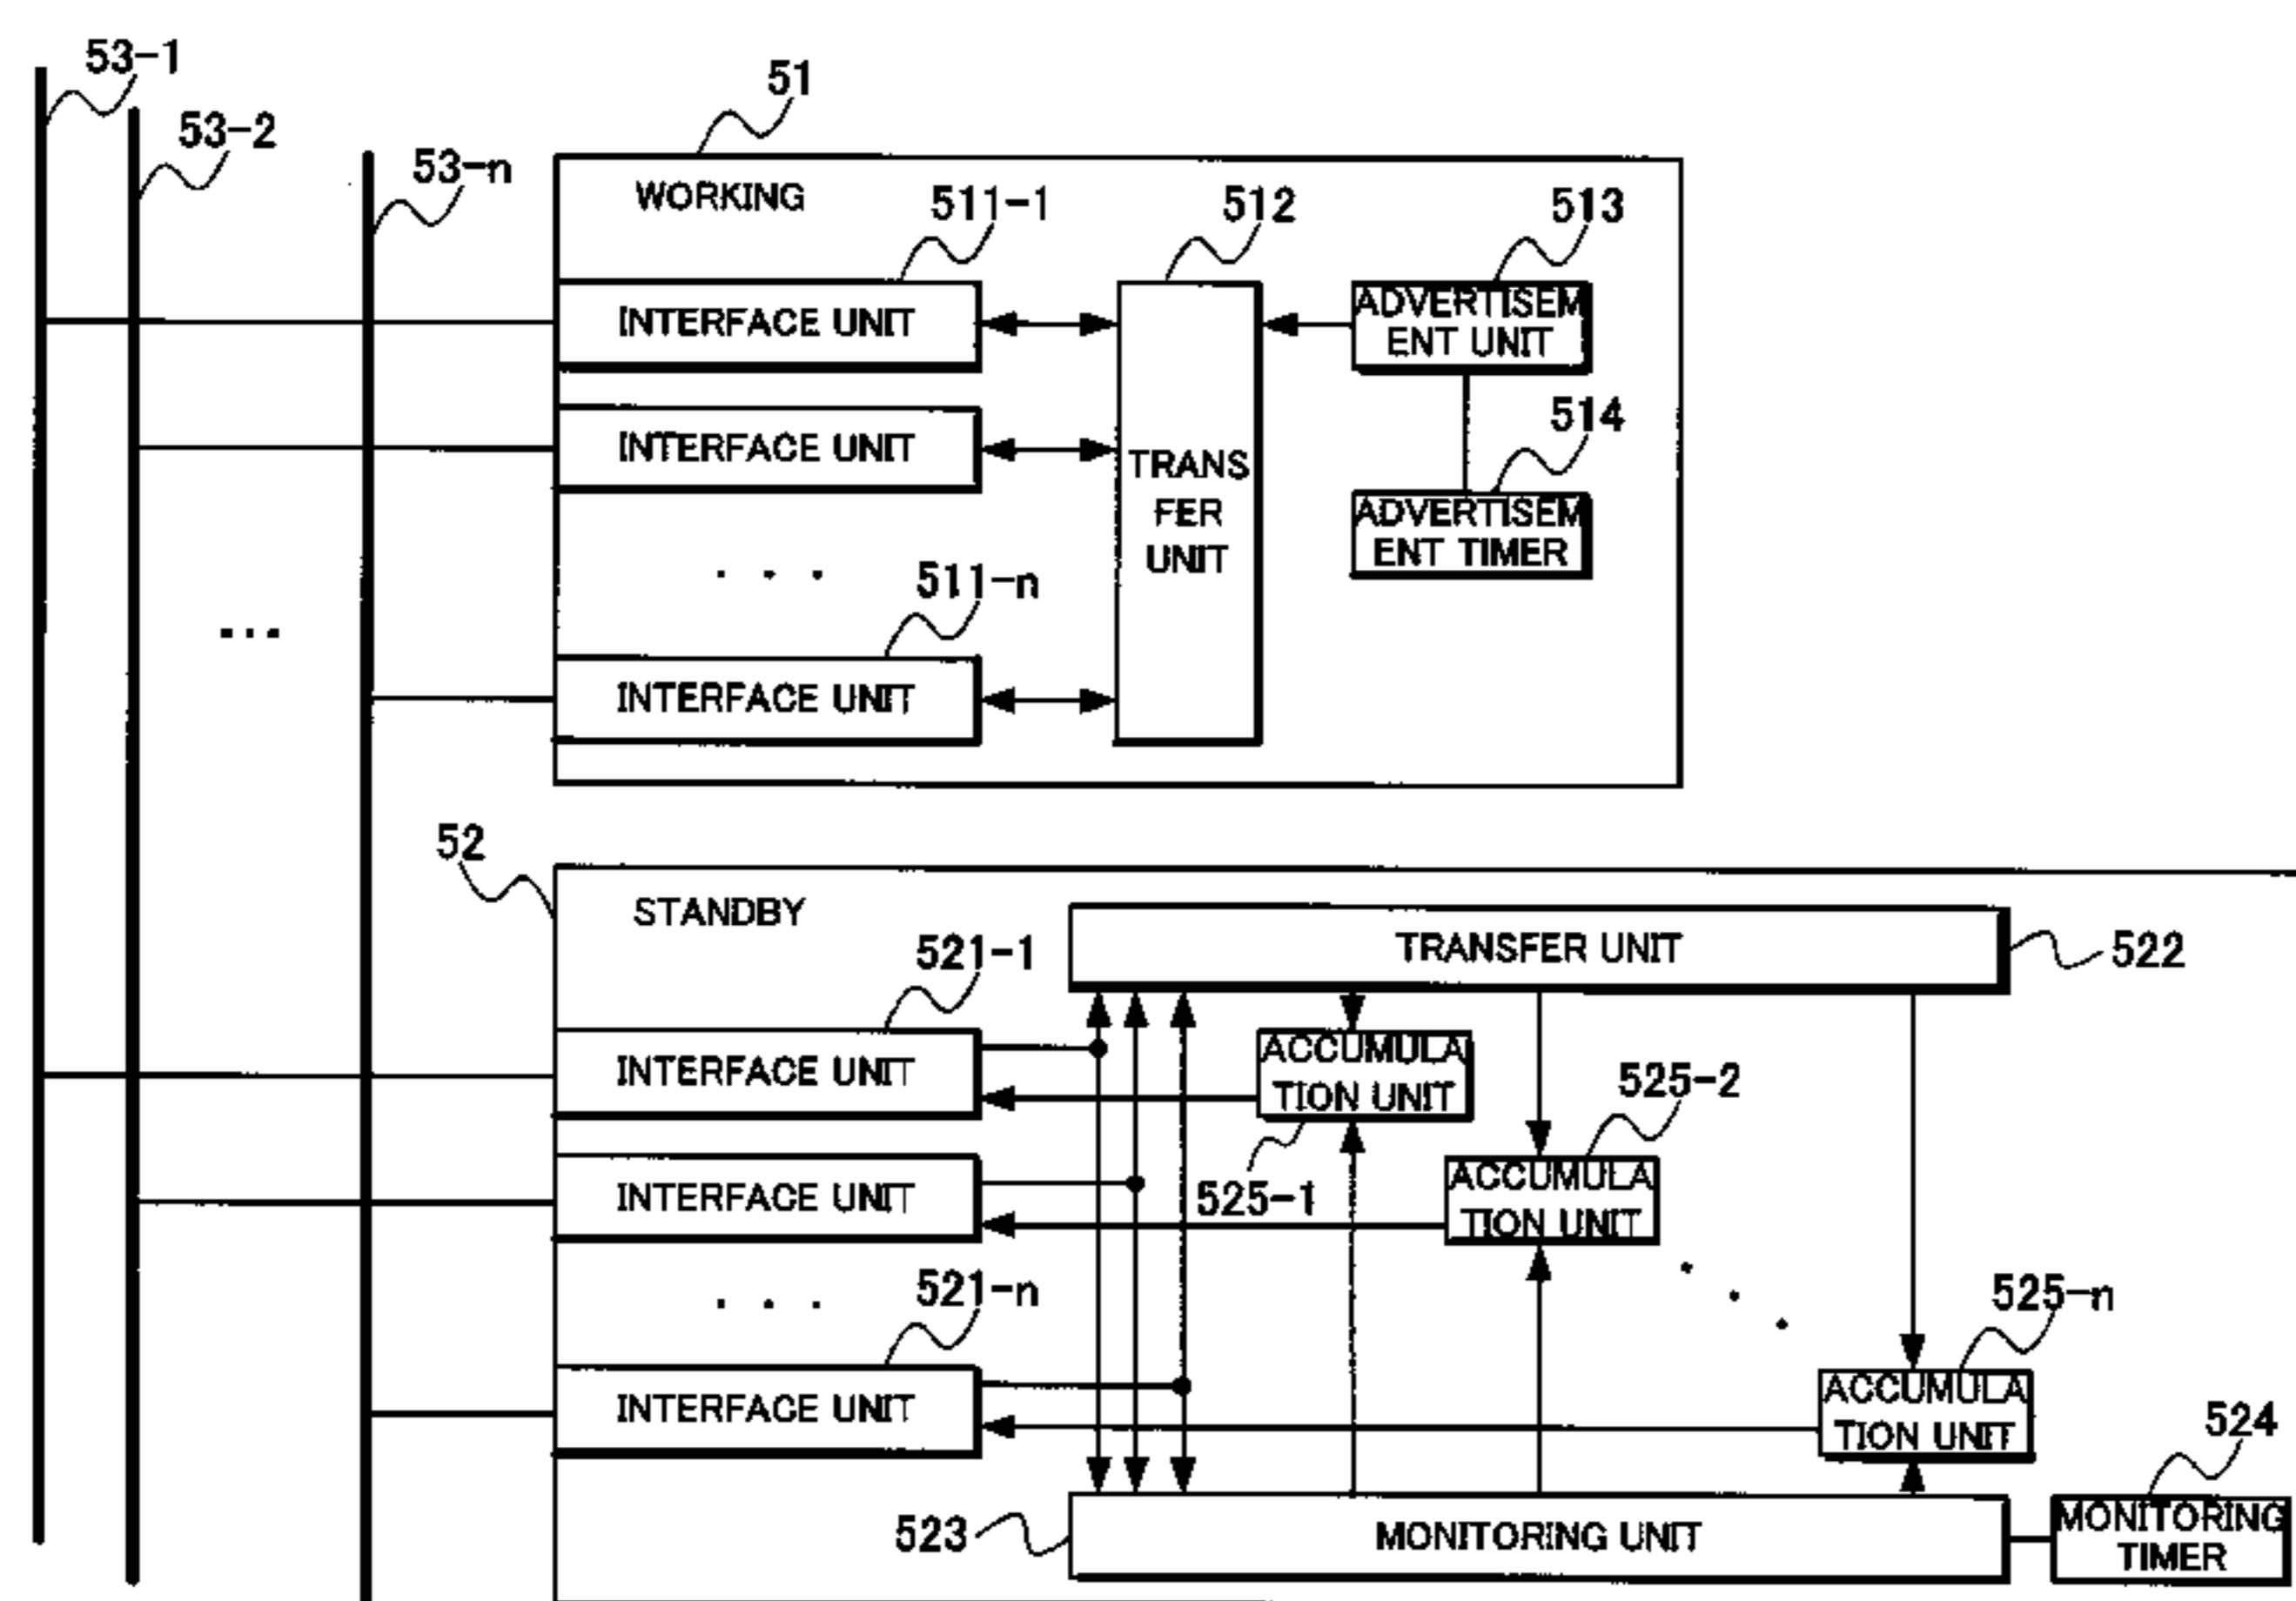 53-1
53-2
53-n
51
WORKING
511-1
512
513
INTERFACE UNIT
ADVERTISEM
ENT UNIT
INTERFACE UNIT
TRANS
FER
UNIT
514
ADVERTISEM
ENT TIMER
. . .
511-n
...
INTERFACE UNIT
52
STANDBY
TRANSFER UNIT
522
521-1
INTERFACE UNIT
ACCUMULA
TION UNIT
525-1
525-2
INTERFACE UNIT
ACCUMULA
TION UNIT
. . .
521-n
. . .
525-n
INTERFACE UNIT
ACCUMULA
TION UNIT
524
523
MONITORING UNIT
MONITORING
TIMER